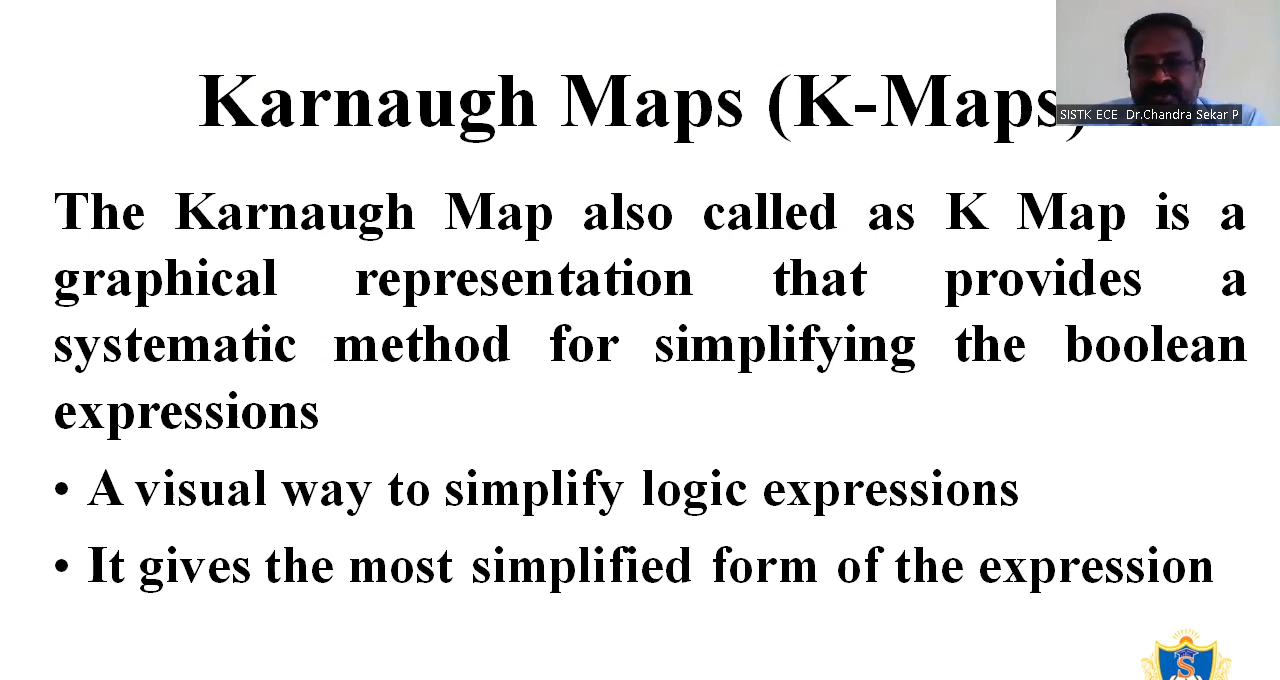 Karnaugh Maps (K-Maps)
SISTK ECE Dr.Chandra Sekar P
The Karnaugh Map also called as K Map is a
graphical representation that provides a
systematic method for simplifying the boolean
expressions
• A visual way to simplify logic expressions
• It gives the most simplified form of the expression
S